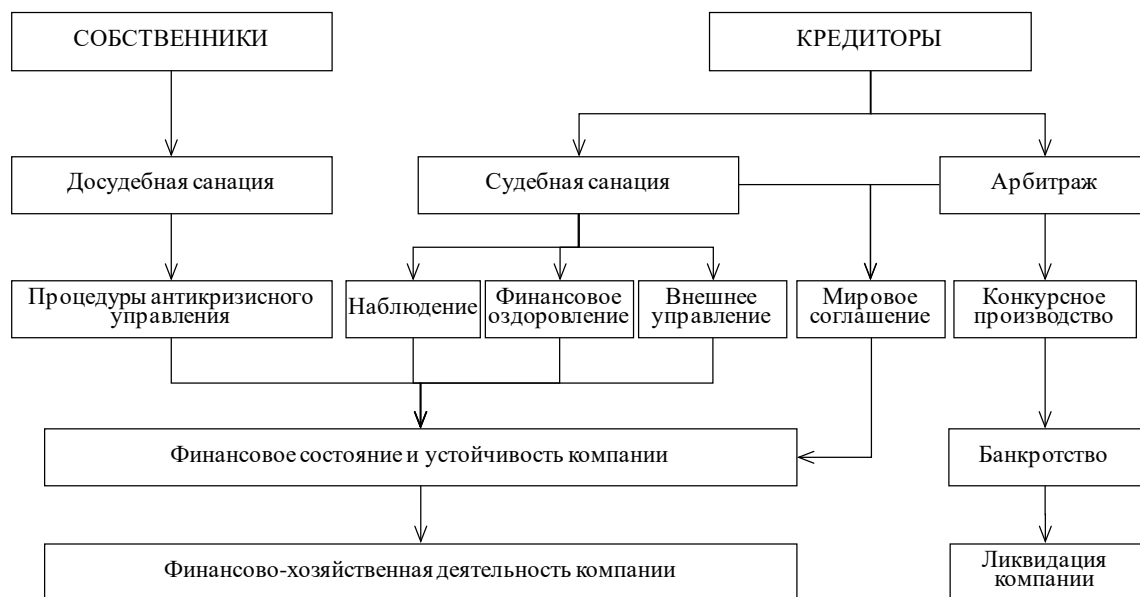 СОБСТВЕННИКИ
КРЕДИТОРЫ
Досудебная санация
Судебная санация
Арбитраж
Процедуры антикризисного
управления
Наблюдение
Финансовое
оздоровление
Внешнее
управление
Мировое
соглашение
Конкурсное
производство
Финансовое состояние и устойчивость компании
Банкротство
Финансово-хозяйственная деятельность компании
Ликвидация
компании